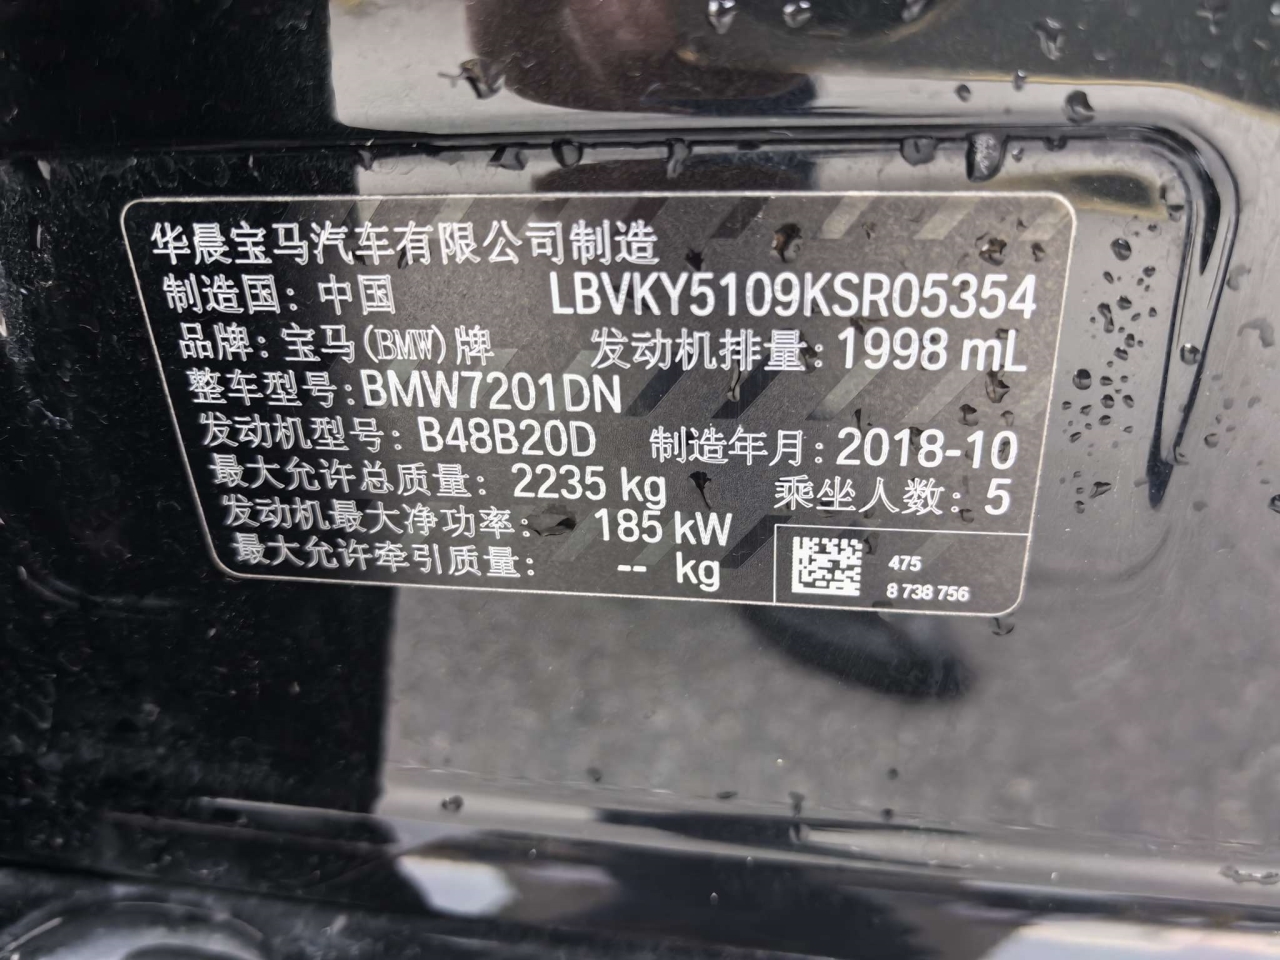 华晨宝马汽车有限公司制造
制造国：中国 LBVKY5109KSR05354
品牌：宝马(BMW)牌 发动机排量：1998 mL
整车型号：BMW7201DN
发动机型号：B48B20D 制造年月：2018-10
最大允许总质量：2235 kg 乘坐人数：5
发动机最大净功率：185 kW
最大允许牵引质量：-- kg
475
8 738 756